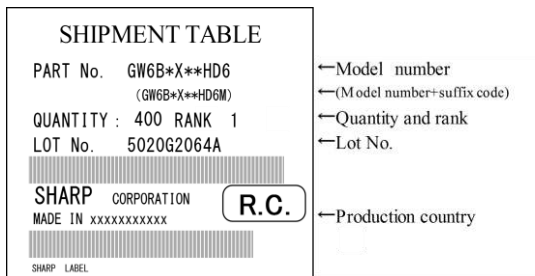 SHIPMENT TABLE
PART No. GW6B*X**HD6 ←Model number
(GW6B*X**HD6M) ←(Model number+suffix code)
QUANTITY : 400 RANK 1 ←Quantity and rank
LOT No. 5020G2064A ←Lot No.
SHARP CORPORATION
R.C.
MADE IN xxxxxxxxxxx ←Production country
SHARP LABEL